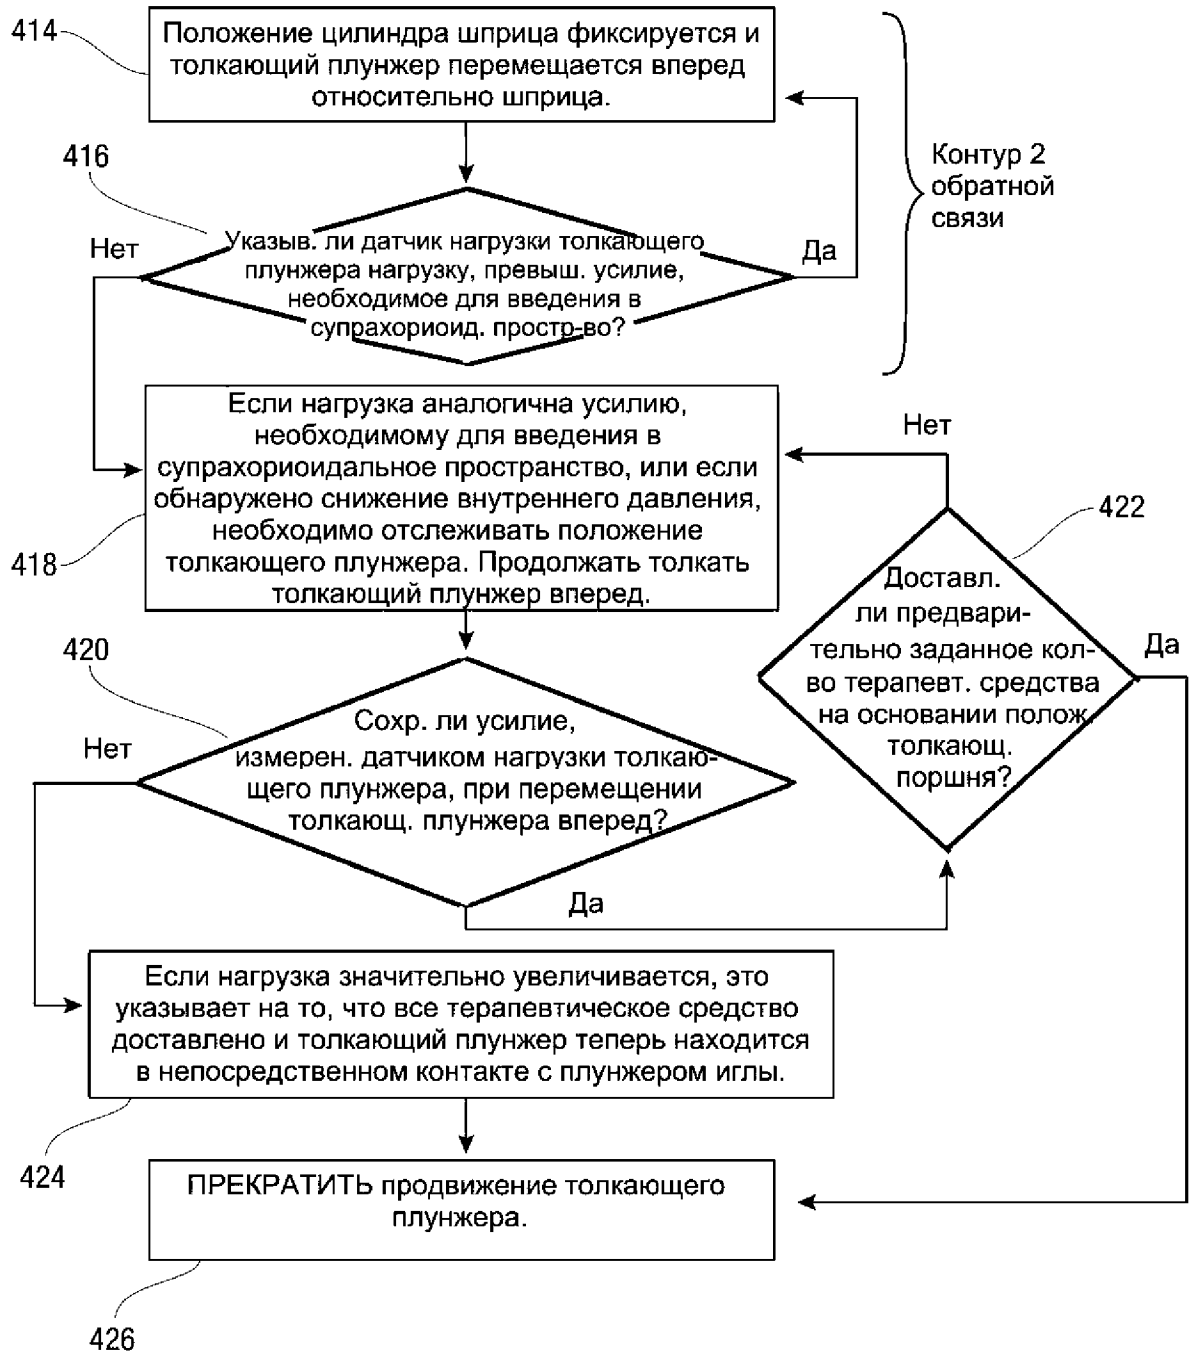 414
Положение цилиндра шприца фиксируется и
толкающий плунжер перемещается вперед
относительно шприца.
416
Контур 2
обратной
связи
Нет
Указыв. ли датчик нагрузки толкающего
плунжера нагрузку, превыш. усилие,
необходимое для введения в
супрахориоид. простр-во?
Да
Если нагрузка аналогична усилию,
необходимому для введения в
супрахориоидальное пространство, или если
обнаружено снижение внутреннего давления,
необходимо отслеживать положение
толкающего плунжера. Продолжать толкать
толкающий плунжер вперед.
418
Нет
422
Доставл.
ли предвари-
тельно заданное кол-
во терапевт. средства
на основании полож.
толкающ.
поршня?
Да
420
Нет
Сохр. ли усилие,
измерен. датчиком нагрузки толкаю-
щего плунжера, при перемещении
толкающ. плунжера вперед?
Да
Если нагрузка значительно увеличивается, это
указывает на то, что все терапевтическое средство
доставлено и толкающий плунжер теперь находится
в непосредственном контакте с плунжером иглы.
424
ПРЕКРАТИТЬ продвижение толкающего
плунжера.
426